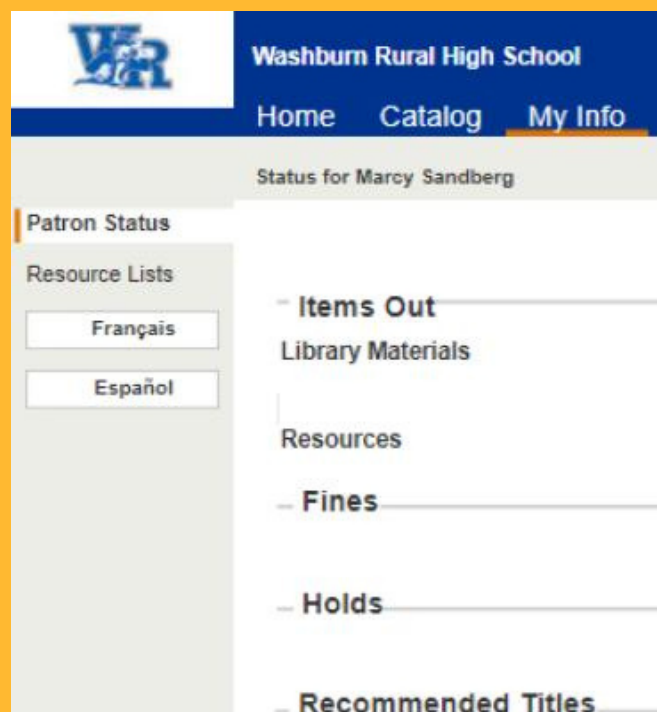 WR
Washburn Rural High School
Home Catalog My Info
Status for Marcy Sandberg
Patron Status
Resource Lists
Français
Español
Items Out
Library Materials
Resources
Fines
Holds
Recommended Titles